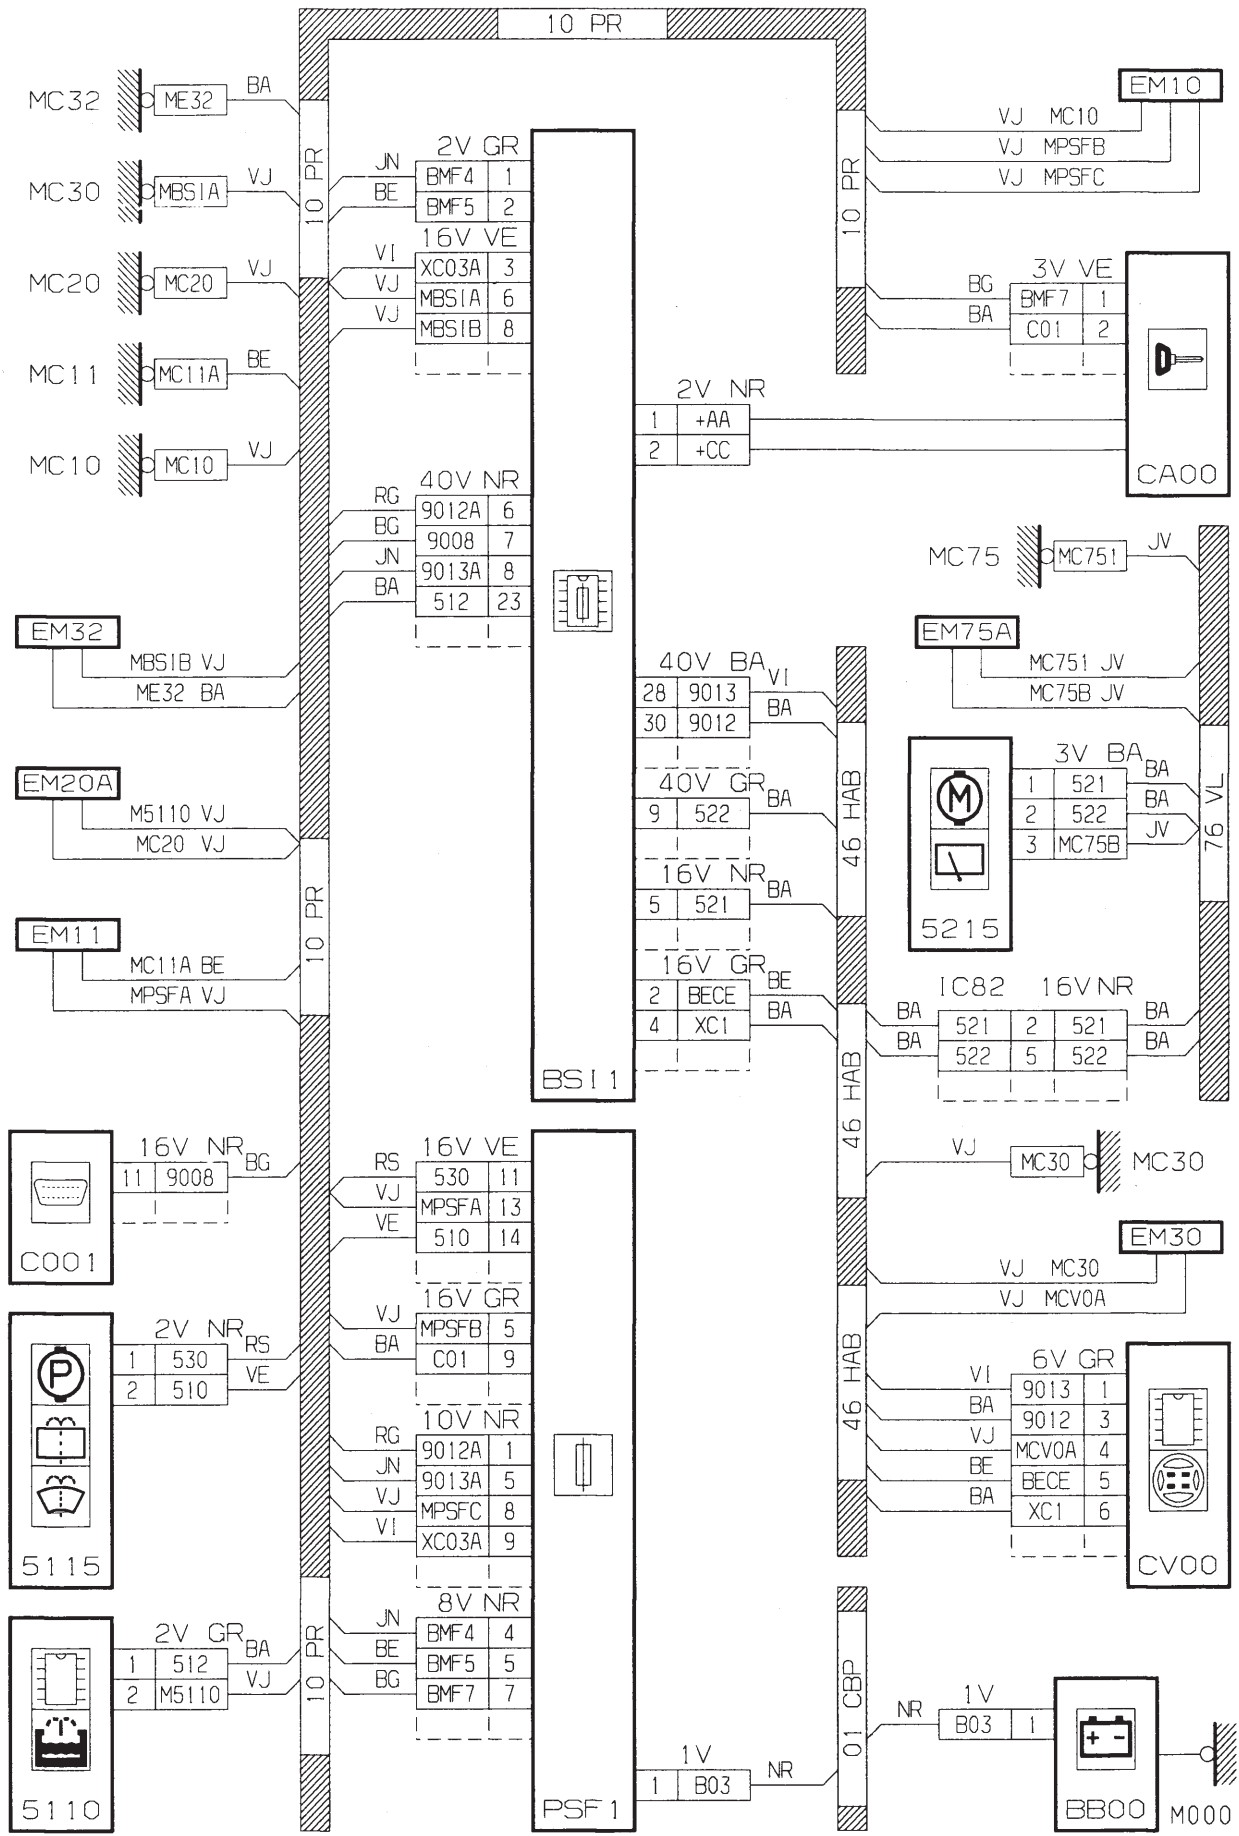 10 PR
MC32 ME32 BA
MC30 MBSIA VJ
MC20 MC20 VJ
MC11 MC11A BE
MC10 MC10 VJ
10 PR
2V GR
JN BMF4 1
BE BMF5 2
16V VE
VI XC03A 3
VJ MBSIA 6
VJ MBSIB 8
40V NR
RG 9012A 6
BG 9008 7
JN 9013A 8
BA 512 23
EM32
MBSIB VJ
ME32 BA
EM20A
M5110 VJ
MC20 VJ
EM11
MC11A BE
MPSFA VJ
10 PR
BSI1
2V NR
1 +AA
2 +CC
40V BA
28 9013 VI
30 9012 BA
40V GR
9 522 BA
16V NR
5 521 BA
16V GR
2 BECE BE
4 XC1 BA
10 PR
EM10
VJ MC10
VJ MPSFB
VJ MPSFC
3V VE
BG BMF7 1
BA C01 2
CA00
MC75 MC751 JV
EM75A
MC751 JV
MC75B JV
46 HAB
3V BA
1 521 BA
2 522 BA
3 MC75B JV
5215
76 VL
IC82 16V NR
BA 521 2 521 BA
BA 522 5 522 BA
46 HAB
VJ MC30 MC30
EM30
VJ MC30
VJ MCV0A
46 HAB
6V GR
VI 9013 1
BA 9012 3
VJ MCV0A 4
BE BECE 5
BA XC1 6
CV00
16V NR
11 9008 BG
C001
2V NR
P
1 530 RS
2 510 VE
5115
2V GR
1 512 BA
2 M5110 VJ
5110
10 PR
16V VE
RS 530 11
VJ MPSFA 13
VE 510 14
16V GR
VJ MPSFB 5
BA C01 9
10V NR
RG 9012A 1
JN 9013A 5
VJ MPSFC 8
VI XC03A 9
8V NR
JN BMF4 4
BE BMF5 5
BG BMF7 7
PSF1
1V
1 B03 NR
01 CBP
1V
NR B03 1
+ -
BB00
M000
M